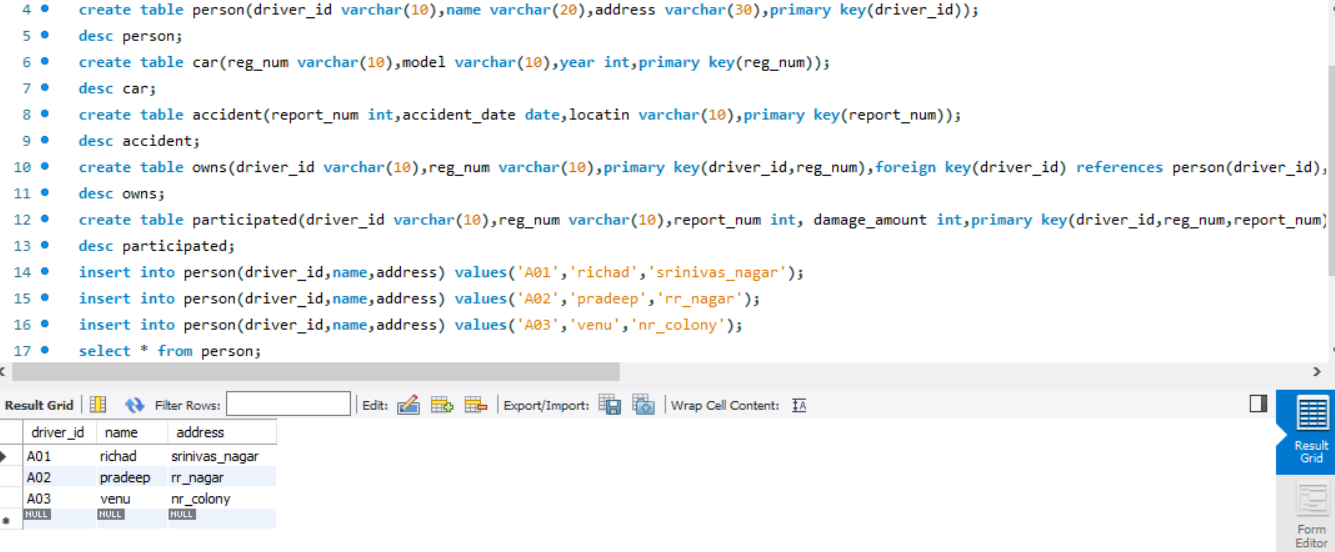 4 create table person(driver_id varchar(10),name varchar(20),address varchar(30),primary key(driver_id));
5 desc person;
6 create table car(reg_num varchar(10),model varchar(10),year int,primary key(reg_num));
7 desc car;
8 create table accident(report_num int,accident_date date,locatin varchar(10),primary key(report_num));
9 desc accident;
10 create table owns(driver_id varchar(10),reg_num varchar(10),primary key(driver_id,reg_num),foreign key(driver_id) references person(driver_id),
11 desc owns;
12 create table participated(driver_id varchar(10),reg_num varchar(10),report_num int, damage_amount int,primary key(driver_id,reg_num,report_num)
13 desc participated;
14 insert into person(driver_id,name,address) values('A01','richad','srinivas_nagar');
15 insert into person(driver_id,name,address) values('A02','pradeep','rr_nagar');
16 insert into person(driver_id,name,address) values('A03','venu','nr_colony');
17 select * from person;
Result Grid Filter Rows: Edit: Export/Import: Wrap Cell Content:
driver_id name address
A01 richad srinivas_nagar
A02 pradeep rr_nagar
A03 venu nr_colony
NULL NULL NULL
Result
Grid
Form
Editor